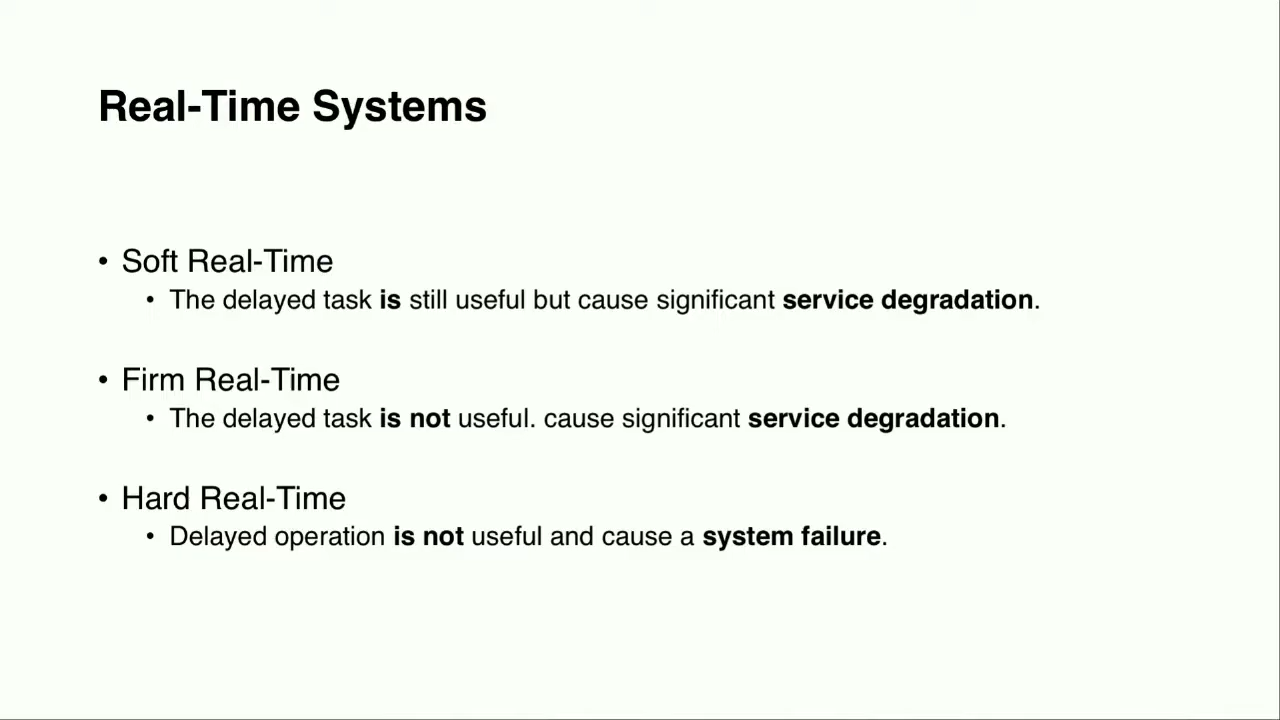 Real-Time Systems
• Soft Real-Time
• The delayed task is still useful but cause significant service degradation.
• Firm Real-Time
• The delayed task is not useful. cause significant service degradation.
• Hard Real-Time
• Delayed operation is not useful and cause a system failure.